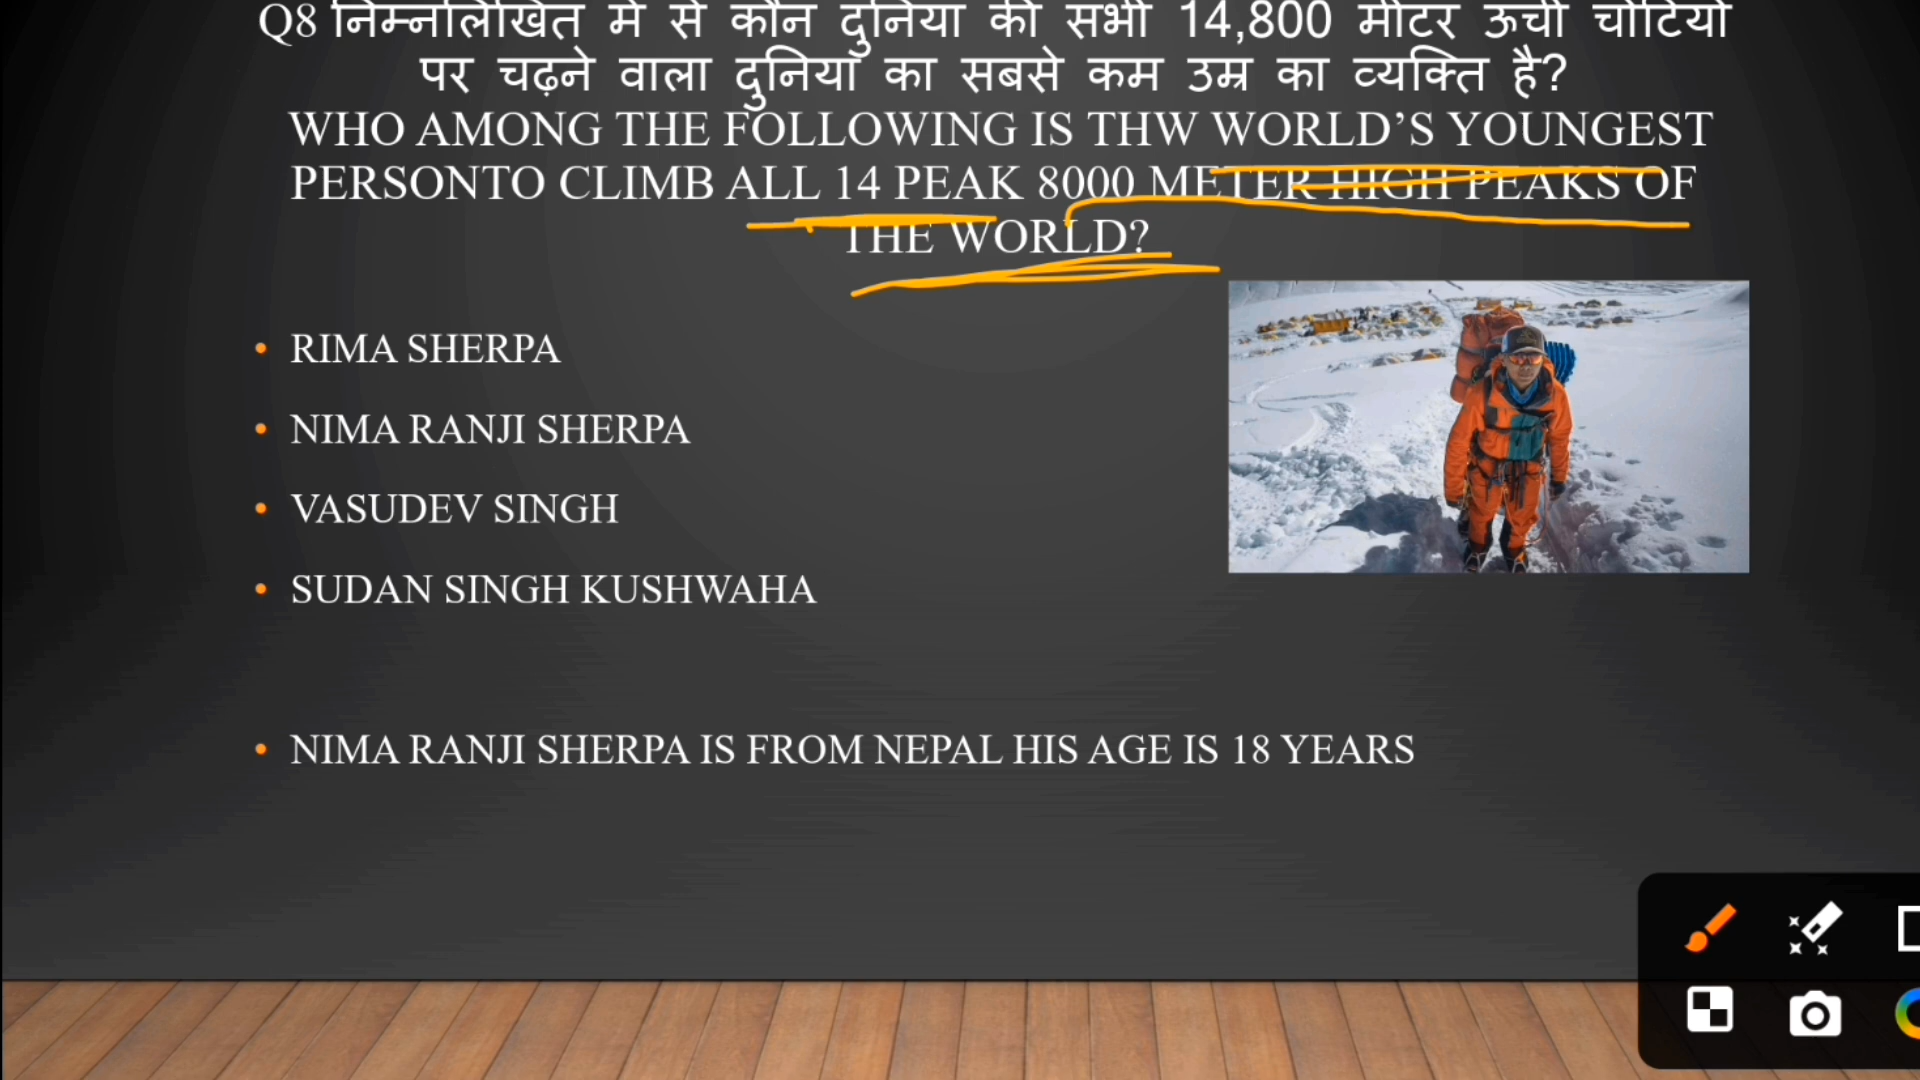 Q8 निम्नलिखित में से कौन दुनिया की सभी 14,800 मीटर ऊंची चोटियों
पर चढ़ने वाला दुनिया का सबसे कम उम्र का व्यक्ति है?
WHO AMONG THE FOLLOWING IS THW WORLD’S YOUNGEST
PERSONTO CLIMB ALL 14 PEAK 8000 METER HIGH PEAKS OF
THE WORLD?
• RIMA SHERPA
• NIMA RANJI SHERPA
• VASUDEV SINGH
• SUDAN SINGH KUSHWAHA
• NIMA RANJI SHERPA IS FROM NEPAL HIS AGE IS 18 YEARS